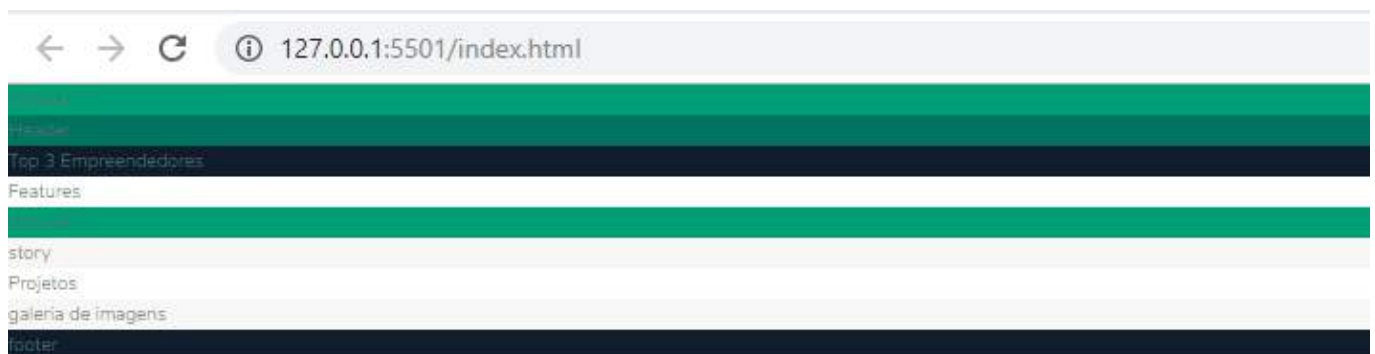 127.0.0.1:5501/index.html
Header
Top 3 Empreendedores
Features
story
Projetos
galeria de imagens
footer